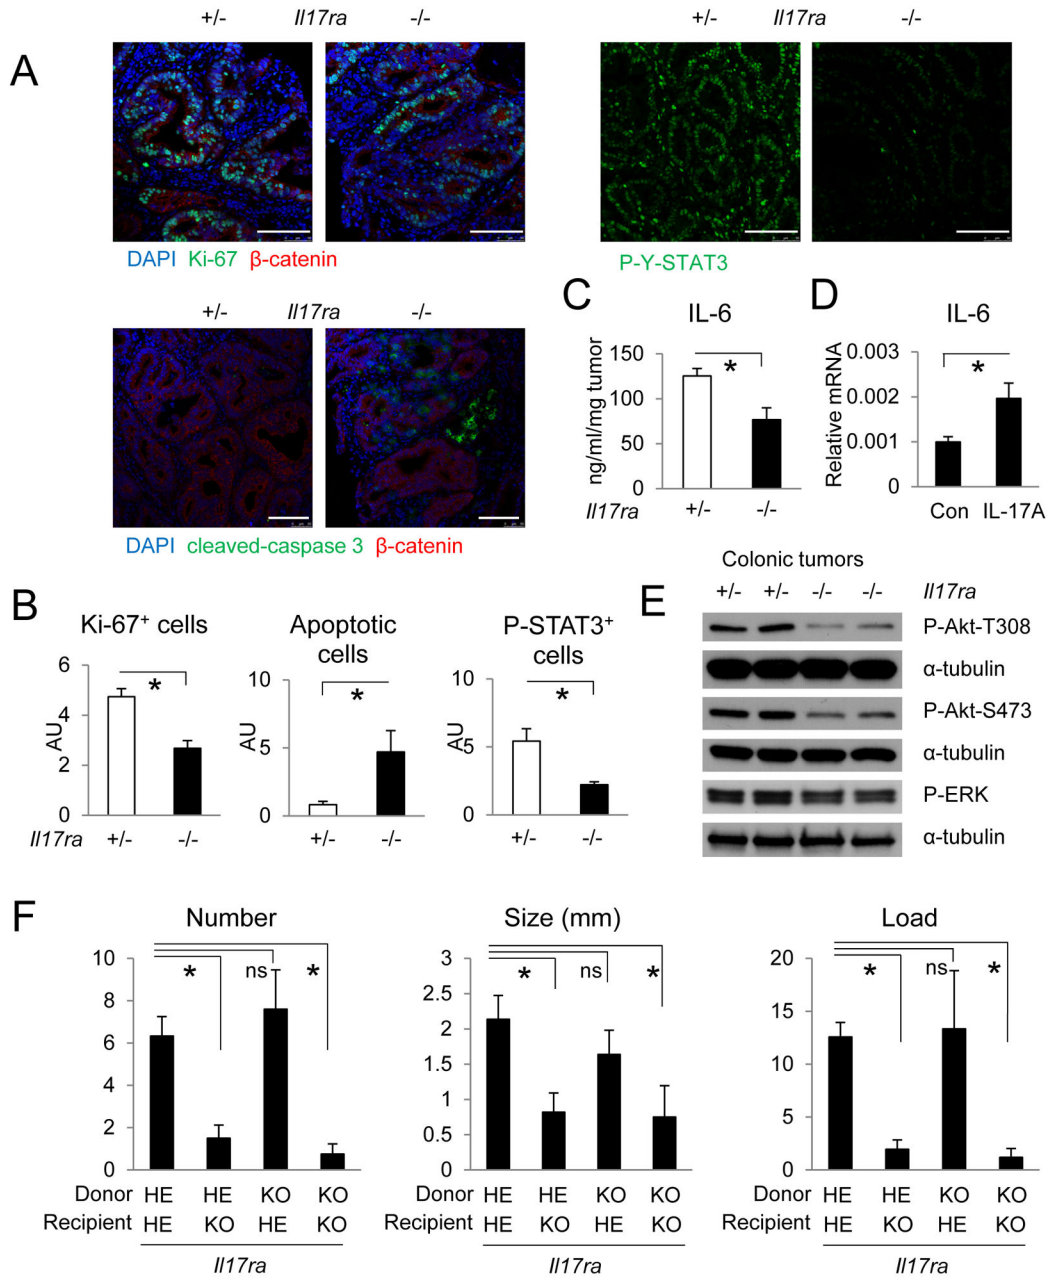 +/- Il17ra -/-
+/- Il17ra -/-
A
DAPI Ki-67 β-catenin
P-Y-STAT3
+/- Il17ra -/-
DAPI cleaved-caspase 3 β-catenin
C
IL-6
ng/ml/mg tumor
150
100
50
0
*
Il17ra +/- -/-
D
IL-6
Relative mRNA
0.003
0.002
0.001
0
*
Con IL-17A
B
Ki-67⁺ cells
AU
6
4
2
0
*
Il17ra +/- -/-
Apoptotic
cells
AU
10
5
0
*
+/- -/-
P-STAT3⁺
cells
AU
10
5
0
*
+/- -/-
E
Colonic tumors
+/- +/- -/- -/- Il17ra
P-Akt-T308
α-tubulin
P-Akt-S473
α-tubulin
P-ERK
α-tubulin
F
Number
10
8
6
4
2
0
* ns *
Donor HE HE KO KO
Recipient HE KO HE KO
Il17ra
Size (mm)
3
2.5
2
1.5
1
0.5
0
* ns *
Donor HE HE KO KO
Recipient HE KO HE KO
Il17ra
Load
20
15
10
5
0
* ns *
Donor HE HE KO KO
Recipient HE KO HE KO
Il17ra